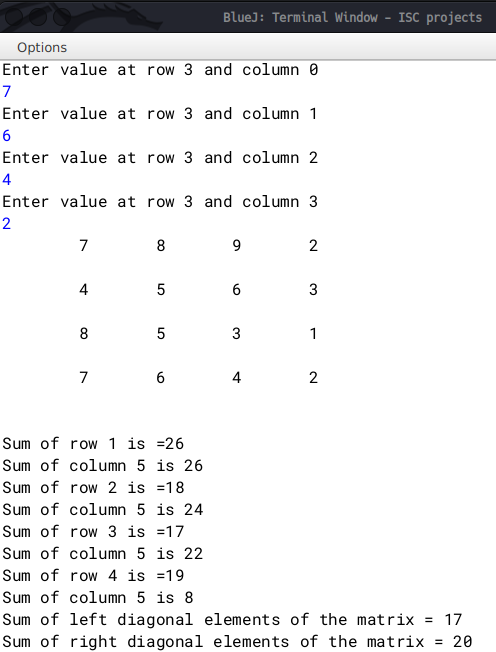 BlueJ: Terminal Window – ISC projects
Options
Enter value at row 3 and column 0
7
Enter value at row 3 and column 1
6
Enter value at row 3 and column 2
4
Enter value at row 3 and column 3
2
7 8 9 2
4 5 6 3
8 5 3 1
7 6 4 2
Sum of row 1 is =26
Sum of column 5 is 26
Sum of row 2 is =18
Sum of column 5 is 24
Sum of row 3 is =17
Sum of column 5 is 22
Sum of row 4 is =19
Sum of column 5 is 8
Sum of left diagonal elements of the matrix = 17
Sum of right diagonal elements of the matrix = 20